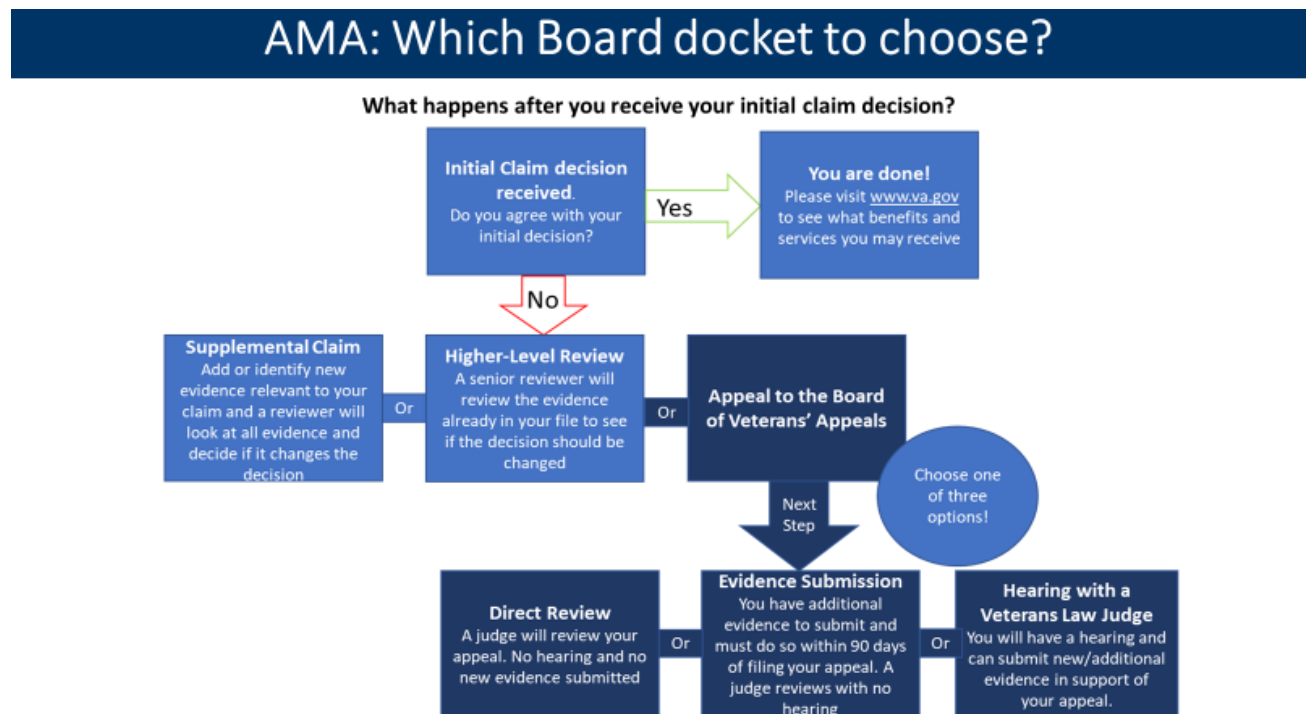 AMA: Which Board docket to choose?
What happens after you receive your initial claim decision?
Initial Claim decision
received.
Do you agree with your
initial decision?
Yes
You are done!
Please visit www.va.gov
to see what benefits and
services you may receive
No
Supplemental Claim
Add or identify new
evidence relevant to your
claim and a reviewer will
look at all evidence and
decide if it changes the
decision
Or
Higher-Level Review
A senior reviewer will
review the evidence
already in your file to see
if the decision should be
changed
Or
Appeal to the Board
of Veterans’ Appeals
Choose one
of three
options!
Next
Step
Direct Review
A judge will review your
appeal. No hearing and no
new evidence submitted
Or
Evidence Submission
You have additional
evidence to submit and
must do so within 90 days
of filing your appeal. A
judge reviews with no
hearing
Or
Hearing with a
Veterans Law Judge
You will have a hearing and
can submit new/additional
evidence in support of
your appeal.